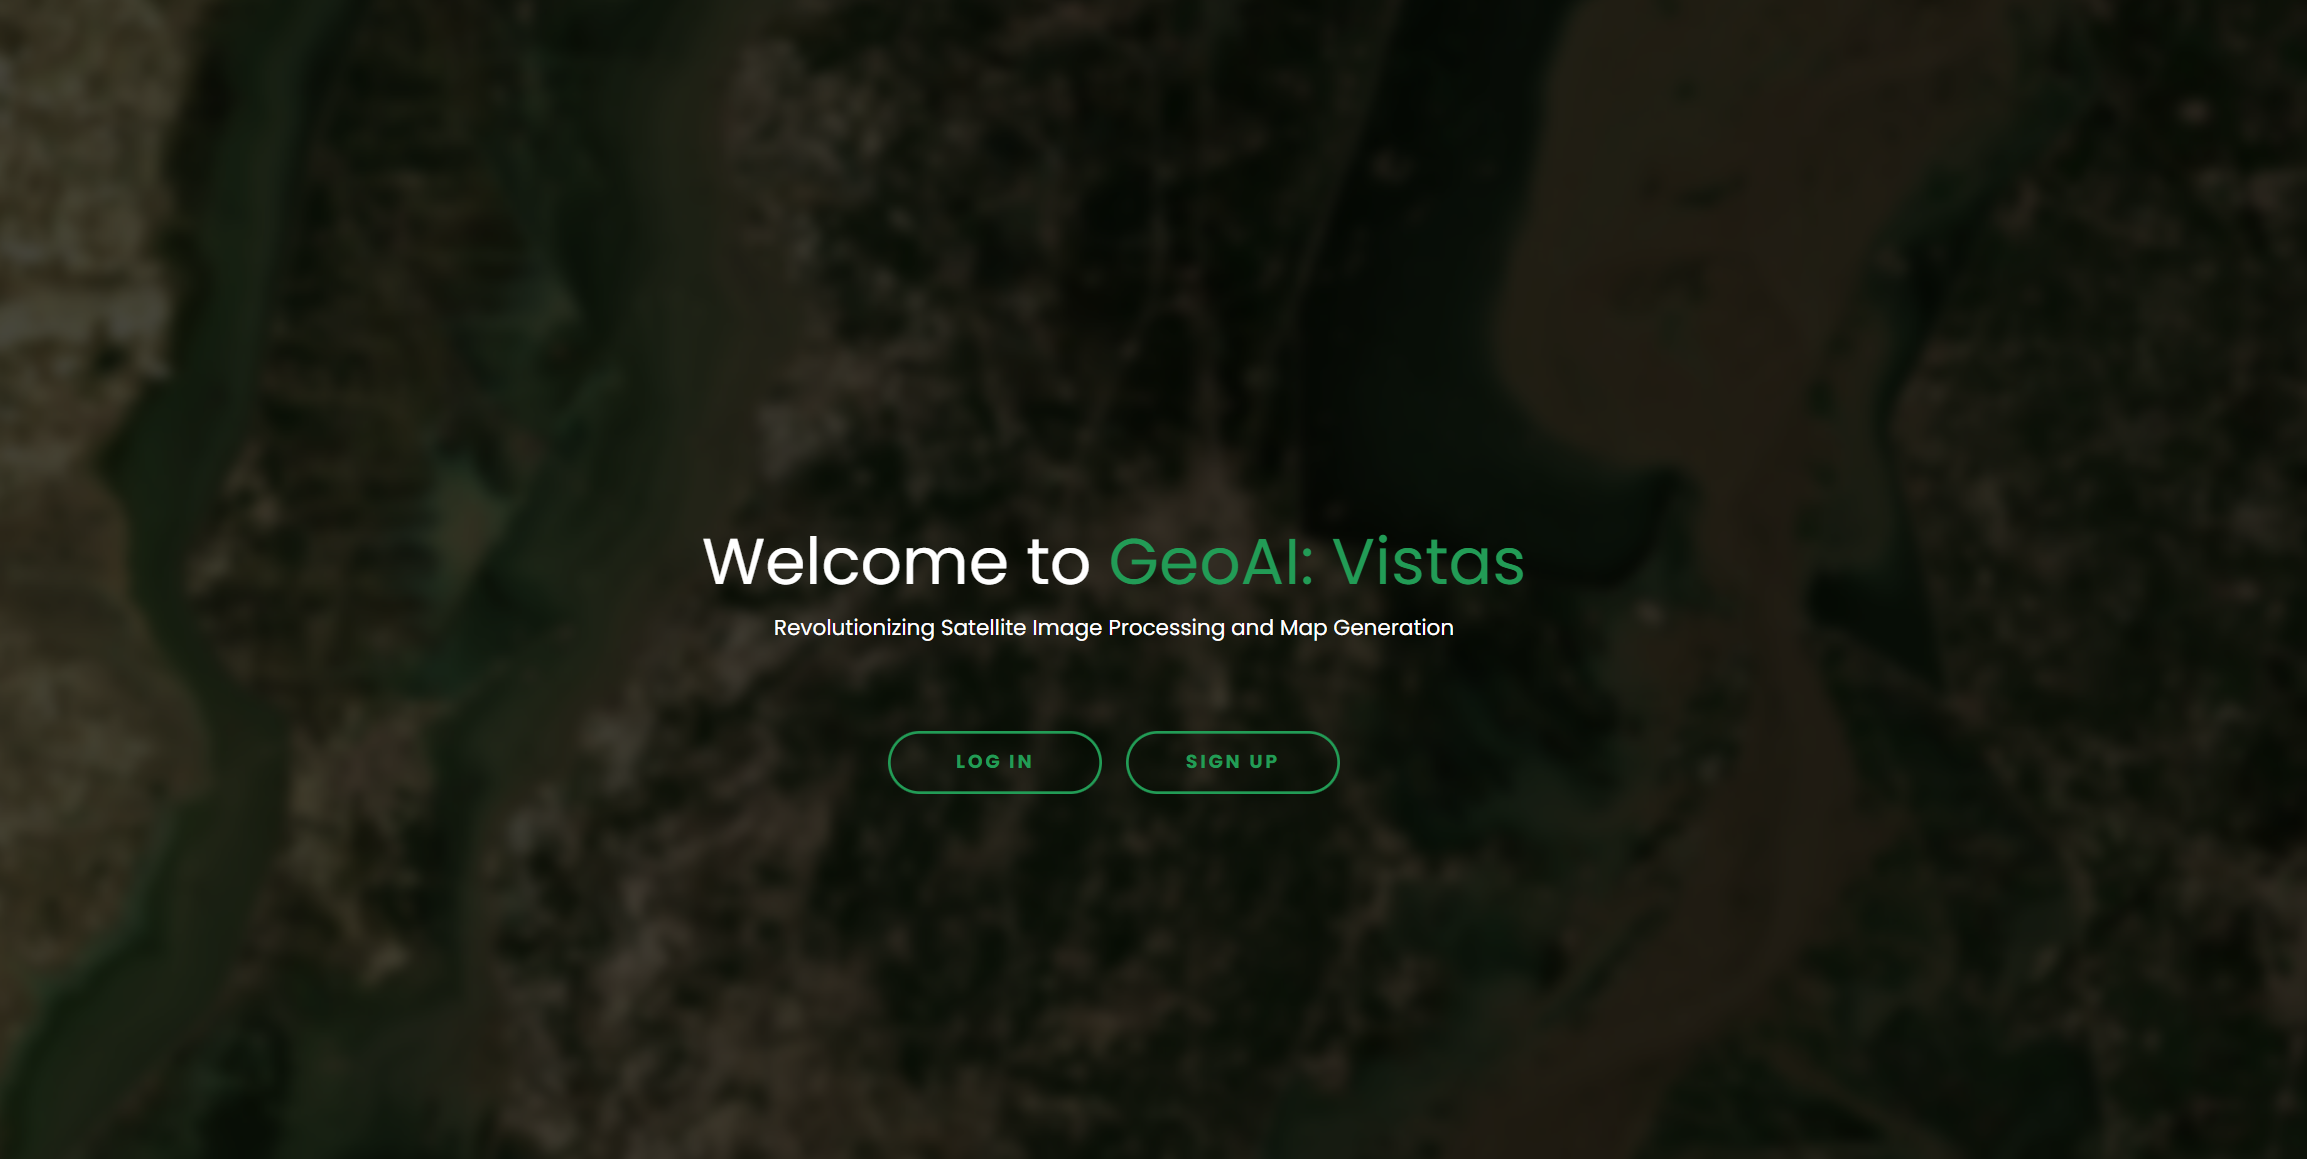 Welcome to GeoAI: Vistas
Revolutionizing Satellite Image Processing and Map Generation
LOG IN
SIGN UP